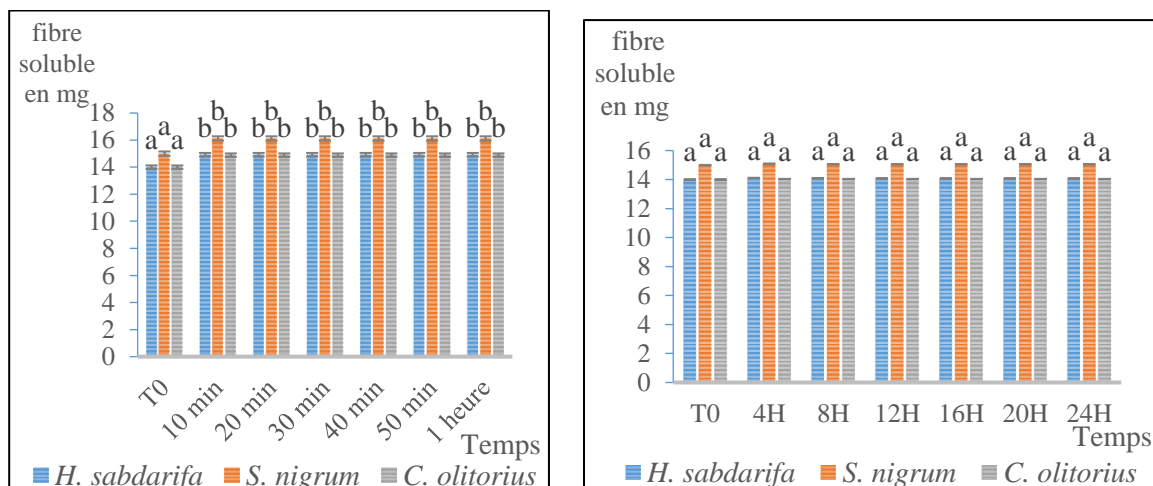 fibre
soluble
en mg
18
16
14
12
10
8
6
4
2
0
a a a
b b b
b b b
b b b
b b b
b b b
b b b
T0 10 min 20 min 30 min 40 min 50 min 1 heure
Temps
H. sabdarifa S. nigrum C. olitorius
fibre
soluble
en mg
16
14
12
10
8
6
4
2
0
a a a
a a a
a a a
a a a
a a a
a a a
a a a
T0 4H 8H 12H 16H 20H 24H
Temps
H. sabdarifa S. nigrum C. olitorius